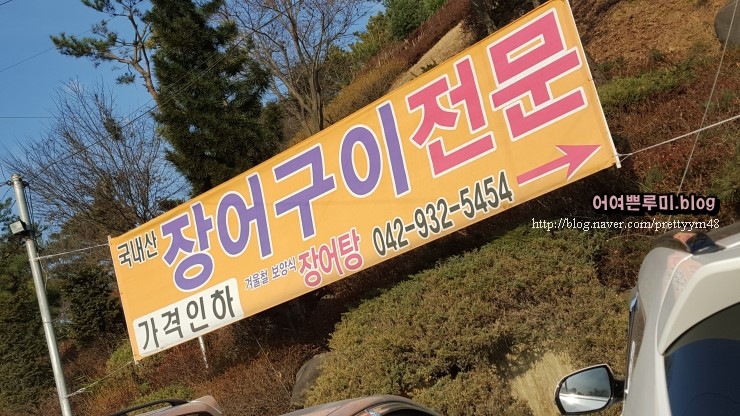 국내산 장어구이전문
가격인하 겨울철 보양식 장어탕 042-932-5454
어여쁜루미.blog
http://blog.naver.com/prettyym48